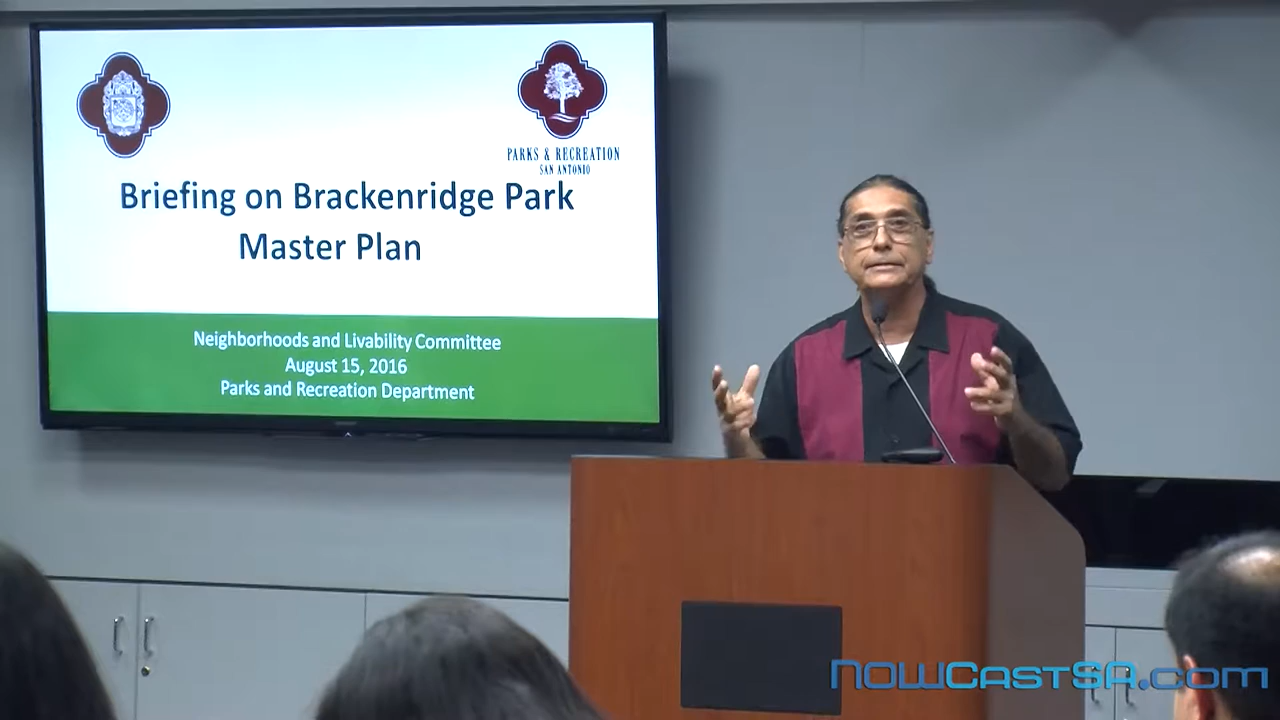 PARKS & RECREATION
SAN ANTONIO
Briefing on Brackenridge Park
Master Plan
Neighborhoods and Livability Committee
August 15, 2016
Parks and Recreation Department
NowCastSA.com